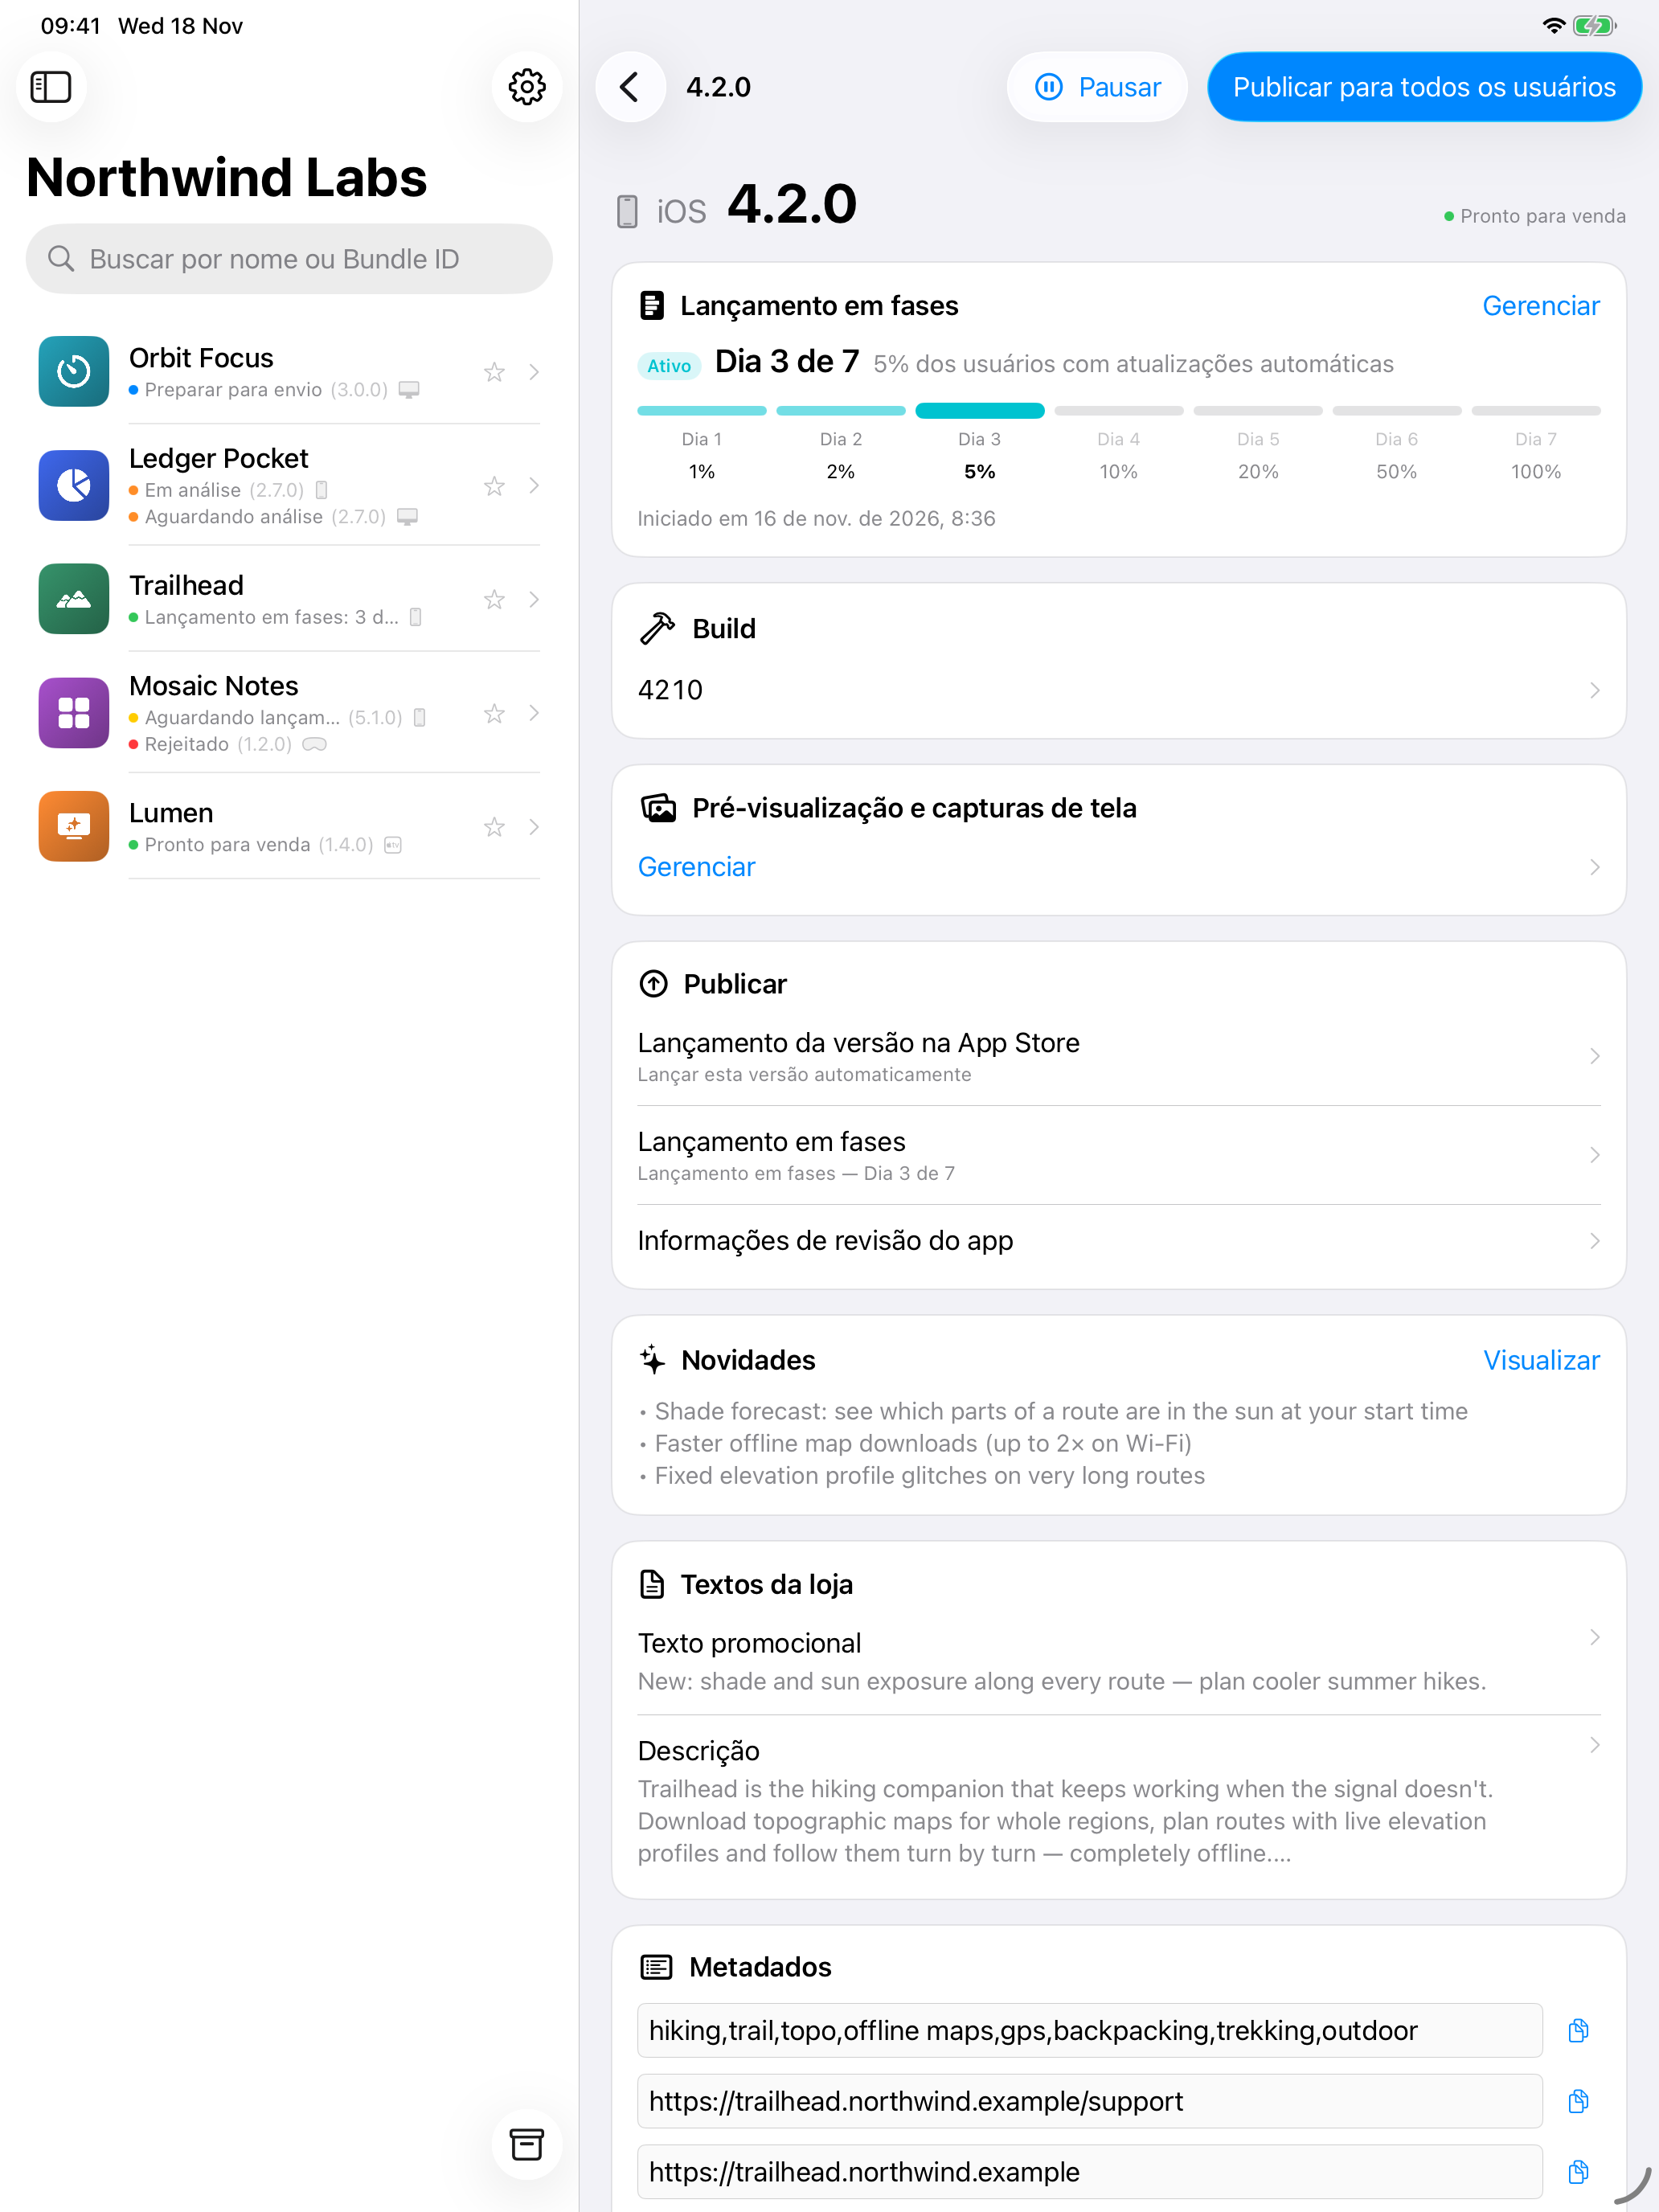 09:41 Wed 18 Nov
Northwind Labs
Buscar por nome ou Bundle ID
Orbit Focus
Preparar para envio (3.0.0)
Ledger Pocket
Em análise (2.7.0)
Aguardando análise (2.7.0)
Trailhead
Lançamento em fases: 3 d...
Mosaic Notes
Aguardando lançam... (5.1.0)
Rejeitado (1.2.0)
Lumen
Pronto para venda (1.4.0)
4.2.0
Pausar
Publicar para todos os usuários
iOS 4.2.0
Pronto para venda
Lançamento em fases
Gerenciar
Ativo Dia 3 de 7 5% dos usuários com atualizações automáticas
Dia 1 Dia 2 Dia 3 Dia 4 Dia 5 Dia 6 Dia 7
1% 2% 5% 10% 20% 50% 100%
Iniciado em 16 de nov. de 2026, 8:36
Build
4210
Pré-visualização e capturas de tela
Gerenciar
Publicar
Lançamento da versão na App Store
Lançar esta versão automaticamente
Lançamento em fases
Lançamento em fases — Dia 3 de 7
Informações de revisão do app
Novidades
Visualizar
• Shade forecast: see which parts of a route are in the sun at your start time
• Faster offline map downloads (up to 2× on Wi-Fi)
• Fixed elevation profile glitches on very long routes
Textos da loja
Texto promocional
New: shade and sun exposure along every route — plan cooler summer hikes.
Descrição
Trailhead is the hiking companion that keeps working when the signal doesn't.
Download topographic maps for whole regions, plan routes with live elevation
profiles and follow them turn by turn — completely offline....
Metadados
hiking,trail,topo,offline maps,gps,backpacking,trekking,outdoor
https://trailhead.northwind.example/support
https://trailhead.northwind.example